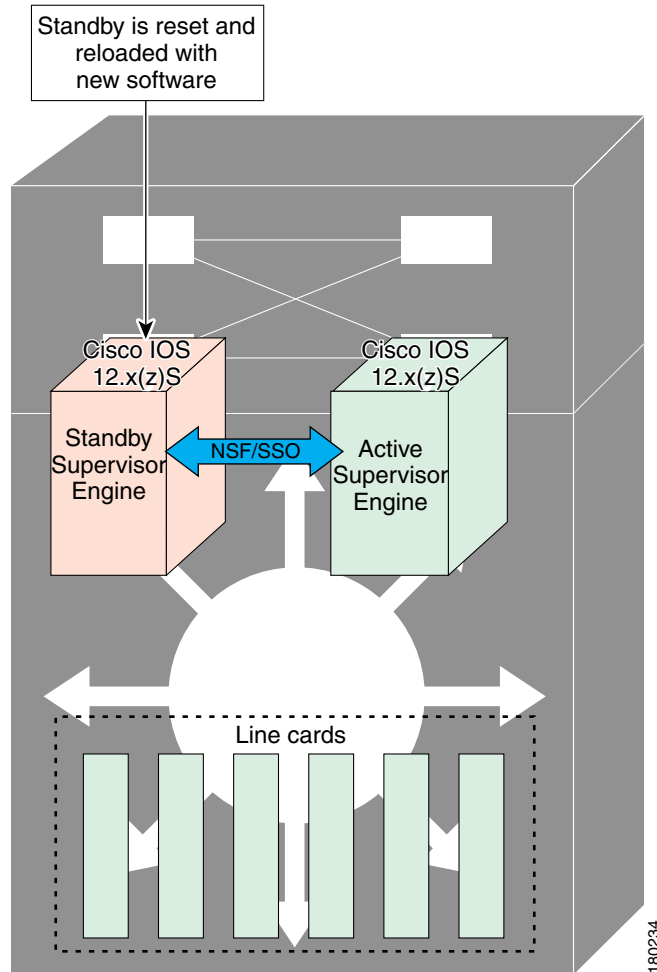 Standby is reset and
reloaded with
new software
Cisco IOS
12.x(z)S
Cisco IOS
12.x(z)S
Standby
Supervisor
Engine
NSF/SSO
Active
Supervisor
Engine
Line cards
180234